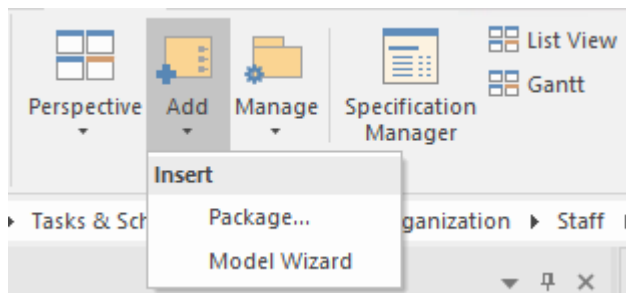 List View
Gantt
Perspective
Add
Manage
Specification
Manager
Insert
Package...
Model Wizard
Tasks & Sch
ganization
Staff